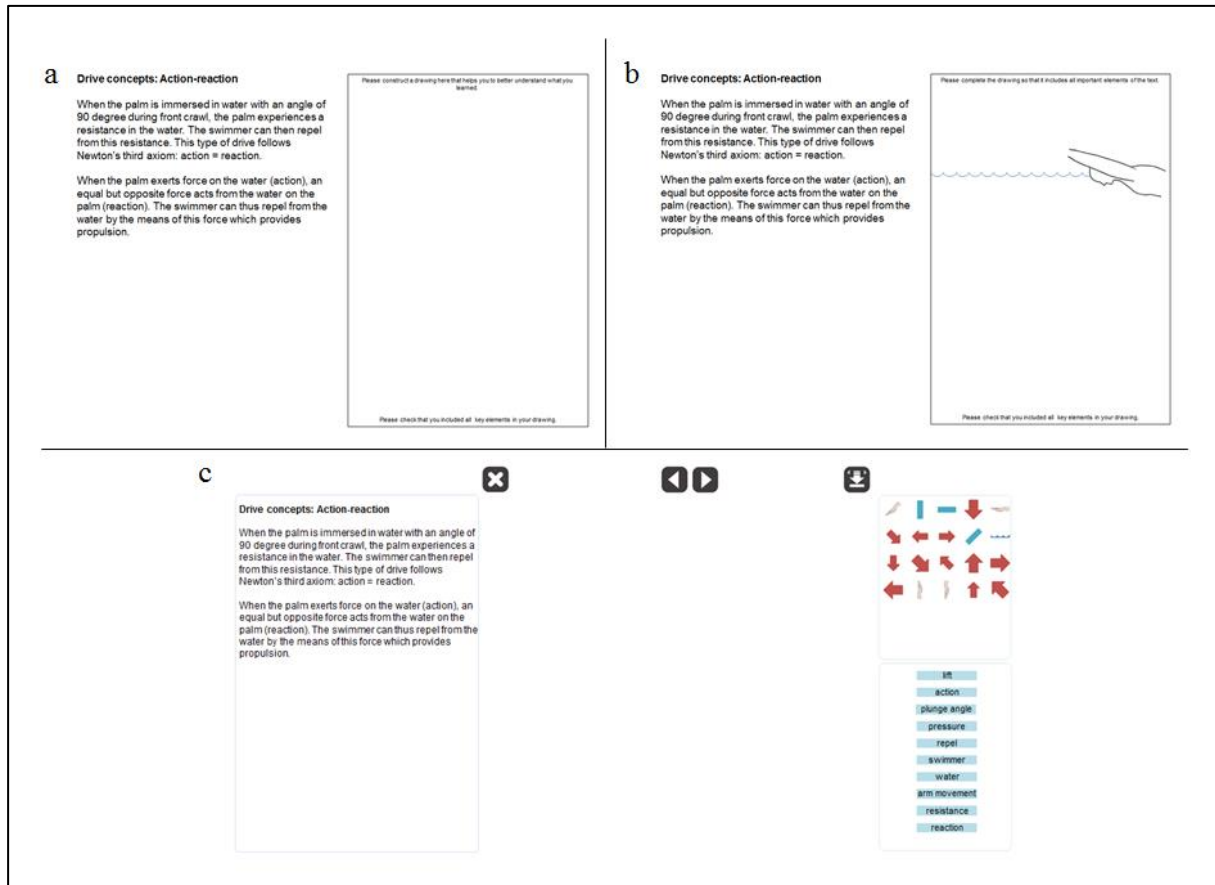 a
Drive concepts: Action-reaction
When the palm is immersed in water with an angle of
90 degree during front crawl, the palm experiences a
resistance in the water. The swimmer can then repel
from this resistance. This type of drive follows
Newton's third axiom: action = reaction.
When the palm exerts force on the water (action), an
equal but opposite force acts from the water on the
palm (reaction). The swimmer can thus repel from the
water by the means of this force which provides
propulsion.
Please construct a drawing here that helps you to better understand what you
learned.
Please check that you included all key elements in your drawing.
b
Drive concepts: Action-reaction
When the palm is immersed in water with an angle of
90 degree during front crawl, the palm experiences a
resistance in the water. The swimmer can then repel
from this resistance. This type of drive follows
Newton's third axiom: action = reaction.
When the palm exerts force on the water (action), an
equal but opposite force acts from the water on the
palm (reaction). The swimmer can thus repel from the
water by the means of this force which provides
propulsion.
Please complete the drawing so that it includes all important elements of the text.
Please check that you included all key elements in your drawing.
c
Drive concepts: Action-reaction
When the palm is immersed in water with an angle of
90 degree during front crawl, the palm experiences a
resistance in the water. The swimmer can then repel
from this resistance. This type of drive follows
Newton's third axiom: action = reaction.
When the palm exerts force on the water (action), an
equal but opposite force acts from the water on the
palm (reaction). The swimmer can thus repel from the
water by the means of this force which provides
propulsion.
lift
action
plunge angle
pressure
repel
swimmer
water
arm movement
resistance
reaction